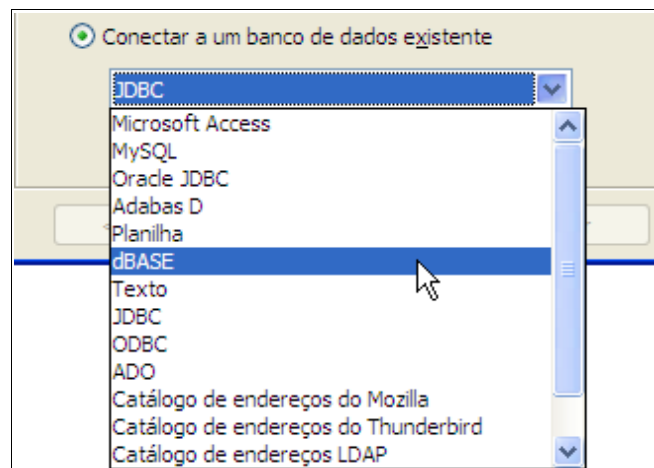 Conectar a um banco de dados existente
JDBC
Microsoft Access
MySQL
Oracle JDBC
Adabas D
Planilha
dBASE
Texto
JDBC
ODBC
ADO
Catálogo de endereços do Mozilla
Catálogo de endereços do Thunderbird
Catálogo de endereços LDAP